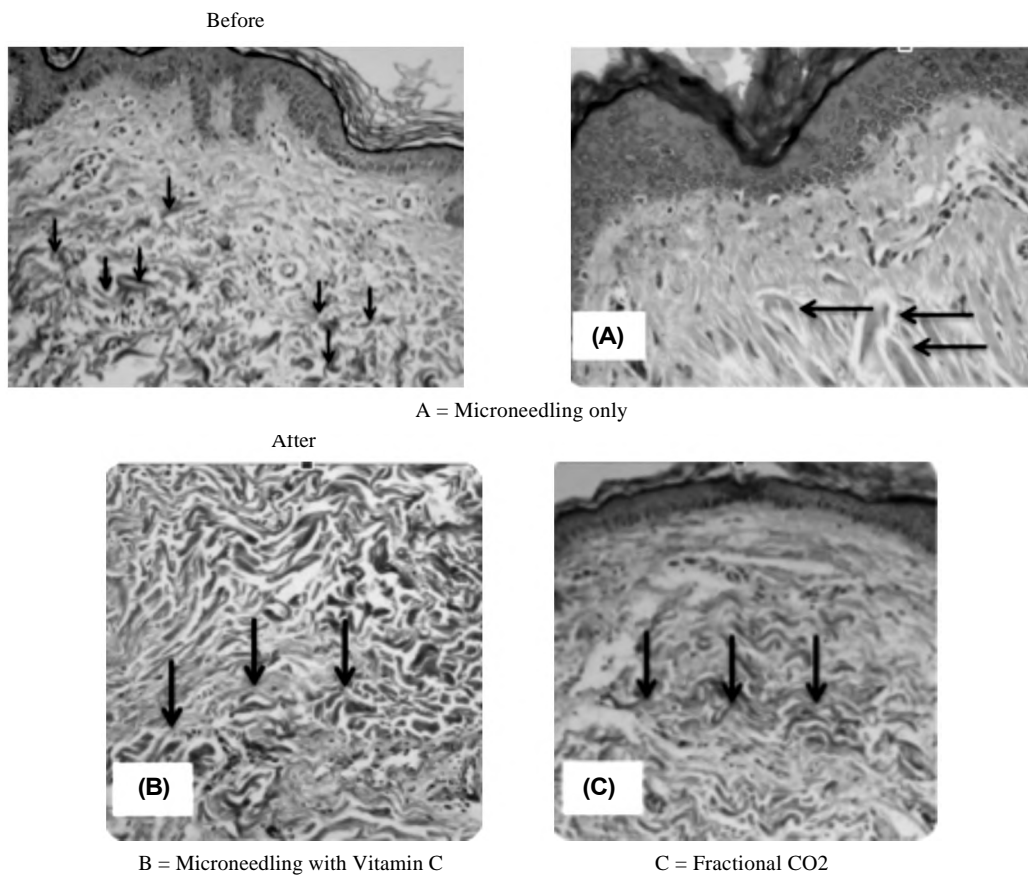 Before
(A)
A = Microneedling only
After
(B)
(C)
B = Microneedling with Vitamin C
C = Fractional CO2